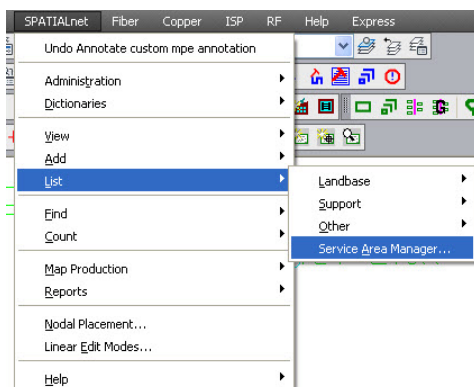 SPATIALnet Fiber Copper ISP RF Help Express
Undo Annotate custom mpe annotation
Administration
Dictionaries
View
Add
List
Landbase
Support
Other
Service Area Manager...
Find
Count
Map Production
Reports
Nodal Placement...
Linear Edit Modes...
Help